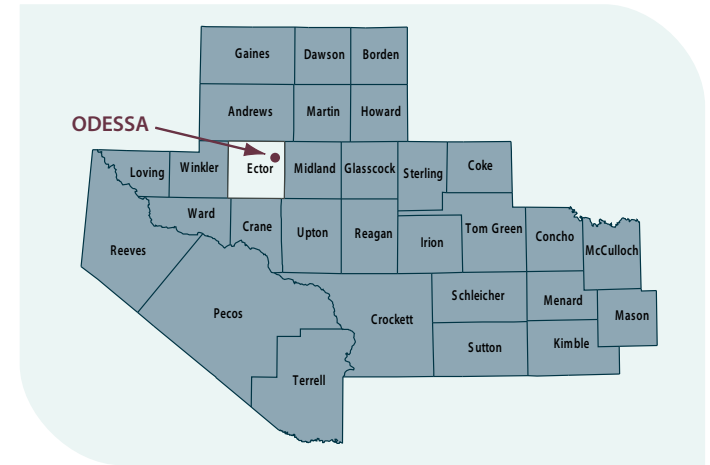 Gaines Dawson Borden
Andrews Martin Howard
ODESSA
Loving Winkler Ector Midland Glasscock Sterling Coke
Ward Crane Upton Reagan Irion Tom Green Concho McCulloch
Reeves
Pecos Crockett Schleicher Menard Mason
Terrell Sutton Kimble